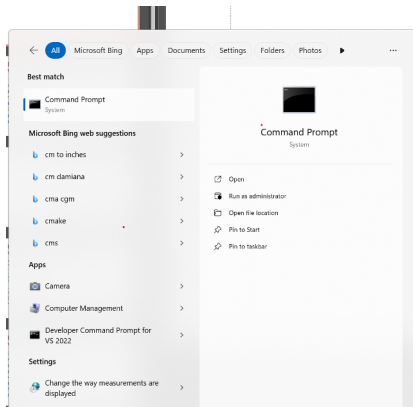 All Microsoft Bing Apps Documents Settings Folders Photos
Best match
Command Prompt
System
Microsoft Bing web suggestions
cm to inches
cm damiana
cma cgm
cmake
cms
Apps
Camera
Computer Management
Developer Command Prompt for
VS 2022
Settings
Change the way measurements are
displayed
Command Prompt
System
Open
Run as administrator
Open file location
Pin to Start
Pin to taskbar